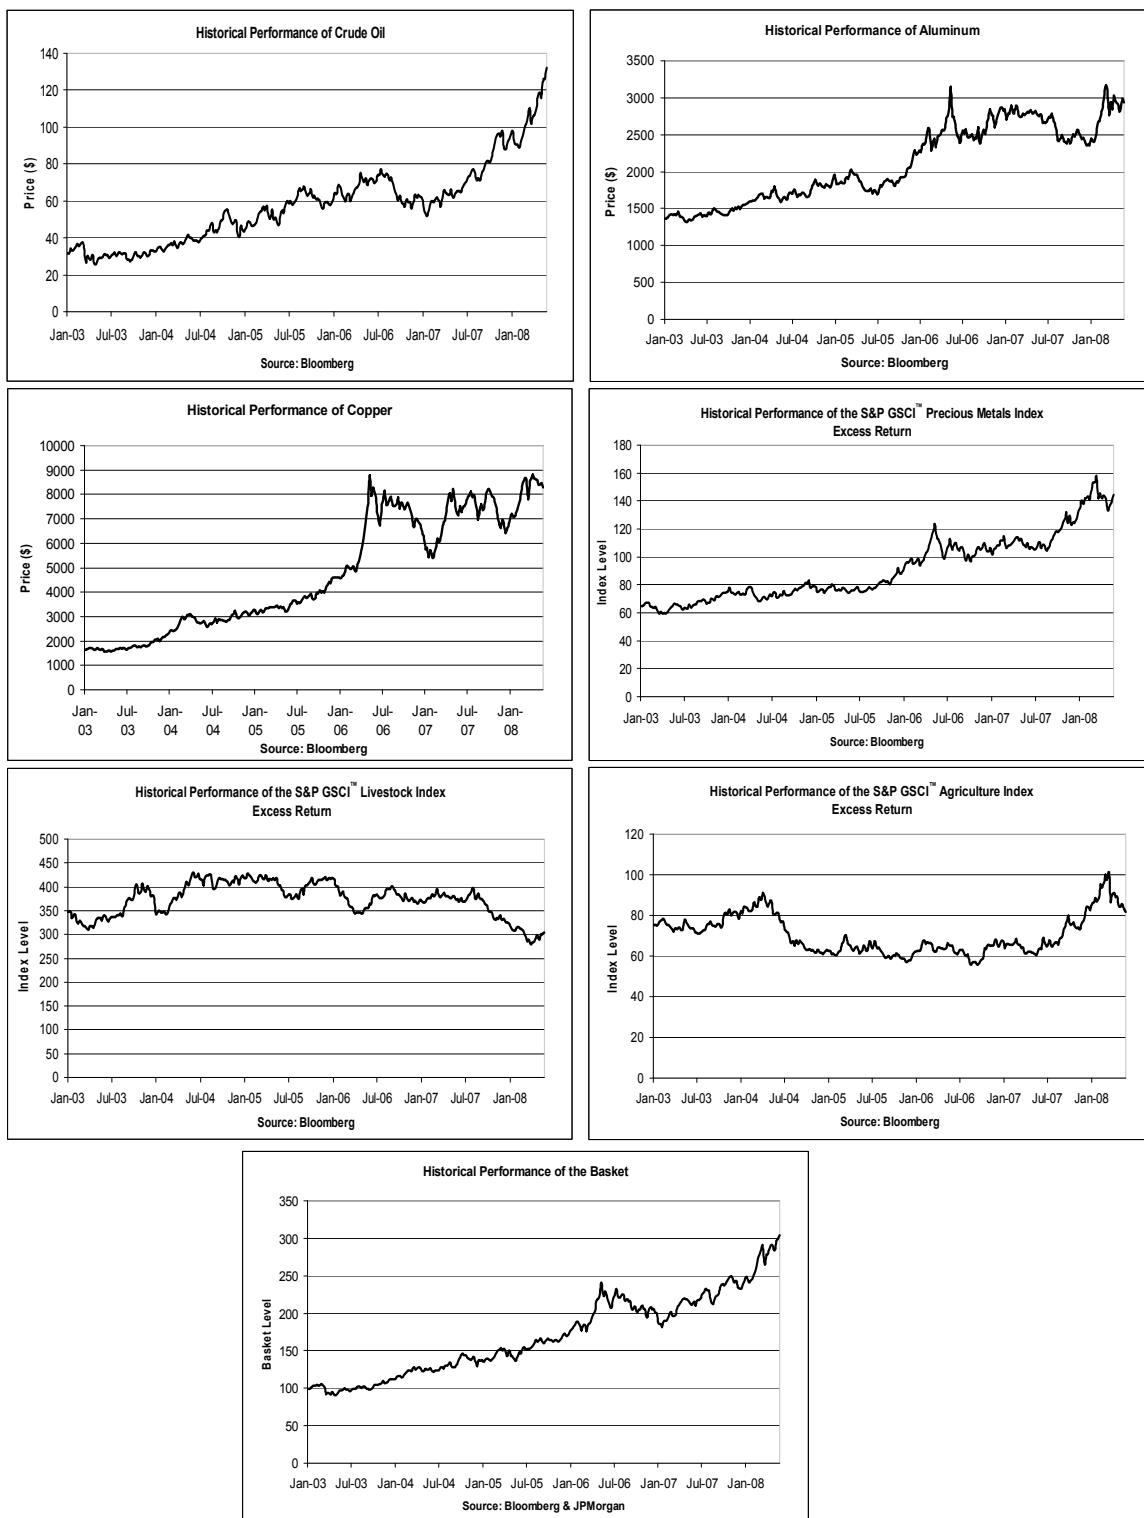 Historical Performance of Crude Oil
140
120
100
80
60
40
20
0
Price ($)
Jan-03 Jul-03 Jan-04 Jul-04 Jan-05 Jul-05 Jan-06 Jul-06 Jan-07 Jul-07 Jan-08
Source: Bloomberg
Historical Performance of Aluminum
3500
3000
2500
2000
1500
1000
500
0
Price ($)
Jan-03 Jul-03 Jan-04 Jul-04 Jan-05 Jul-05 Jan-06 Jul-06 Jan-07 Jul-07 Jan-08
Source: Bloomberg
Historical Performance of Copper
10000
9000
8000
7000
6000
5000
4000
3000
2000
1000
0
Price ($)
Jan- Jul- Jan- Jul- Jan- Jul- Jan- Jul- Jan- Jul- Jan-
03 03 04 04 05 05 06 06 07 07 08
Source: Bloomberg
Historical Performance of the S&P GSCI™ Precious Metals Index
Excess Return
180
160
140
120
100
80
60
40
20
0
Index Level
Jan-03 Jul-03 Jan-04 Jul-04 Jan-05 Jul-05 Jan-06 Jul-06 Jan-07 Jul-07 Jan-08
Source: Bloomberg
Historical Performance of the S&P GSCI™ Livestock Index
Excess Return
500
450
400
350
300
250
200
150
100
50
0
Index Level
Jan-03 Jul-03 Jan-04 Jul-04 Jan-05 Jul-05 Jan-06 Jul-06 Jan-07 Jul-07 Jan-08
Source: Bloomberg
Historical Performance of the S&P GSCI™ Agriculture Index
Excess Return
120
100
80
60
40
20
0
Index Level
Jan-03 Jul-03 Jan-04 Jul-04 Jan-05 Jul-05 Jan-06 Jul-06 Jan-07 Jul-07 Jan-08
Source: Bloomberg
Historical Performance of the Basket
350
300
250
200
150
100
50
0
Basket Level
Jan-03 Jul-03 Jan-04 Jul-04 Jan-05 Jul-05 Jan-06 Jul-06 Jan-07 Jul-07 Jan-08
Source: Bloomberg & JPMorgan